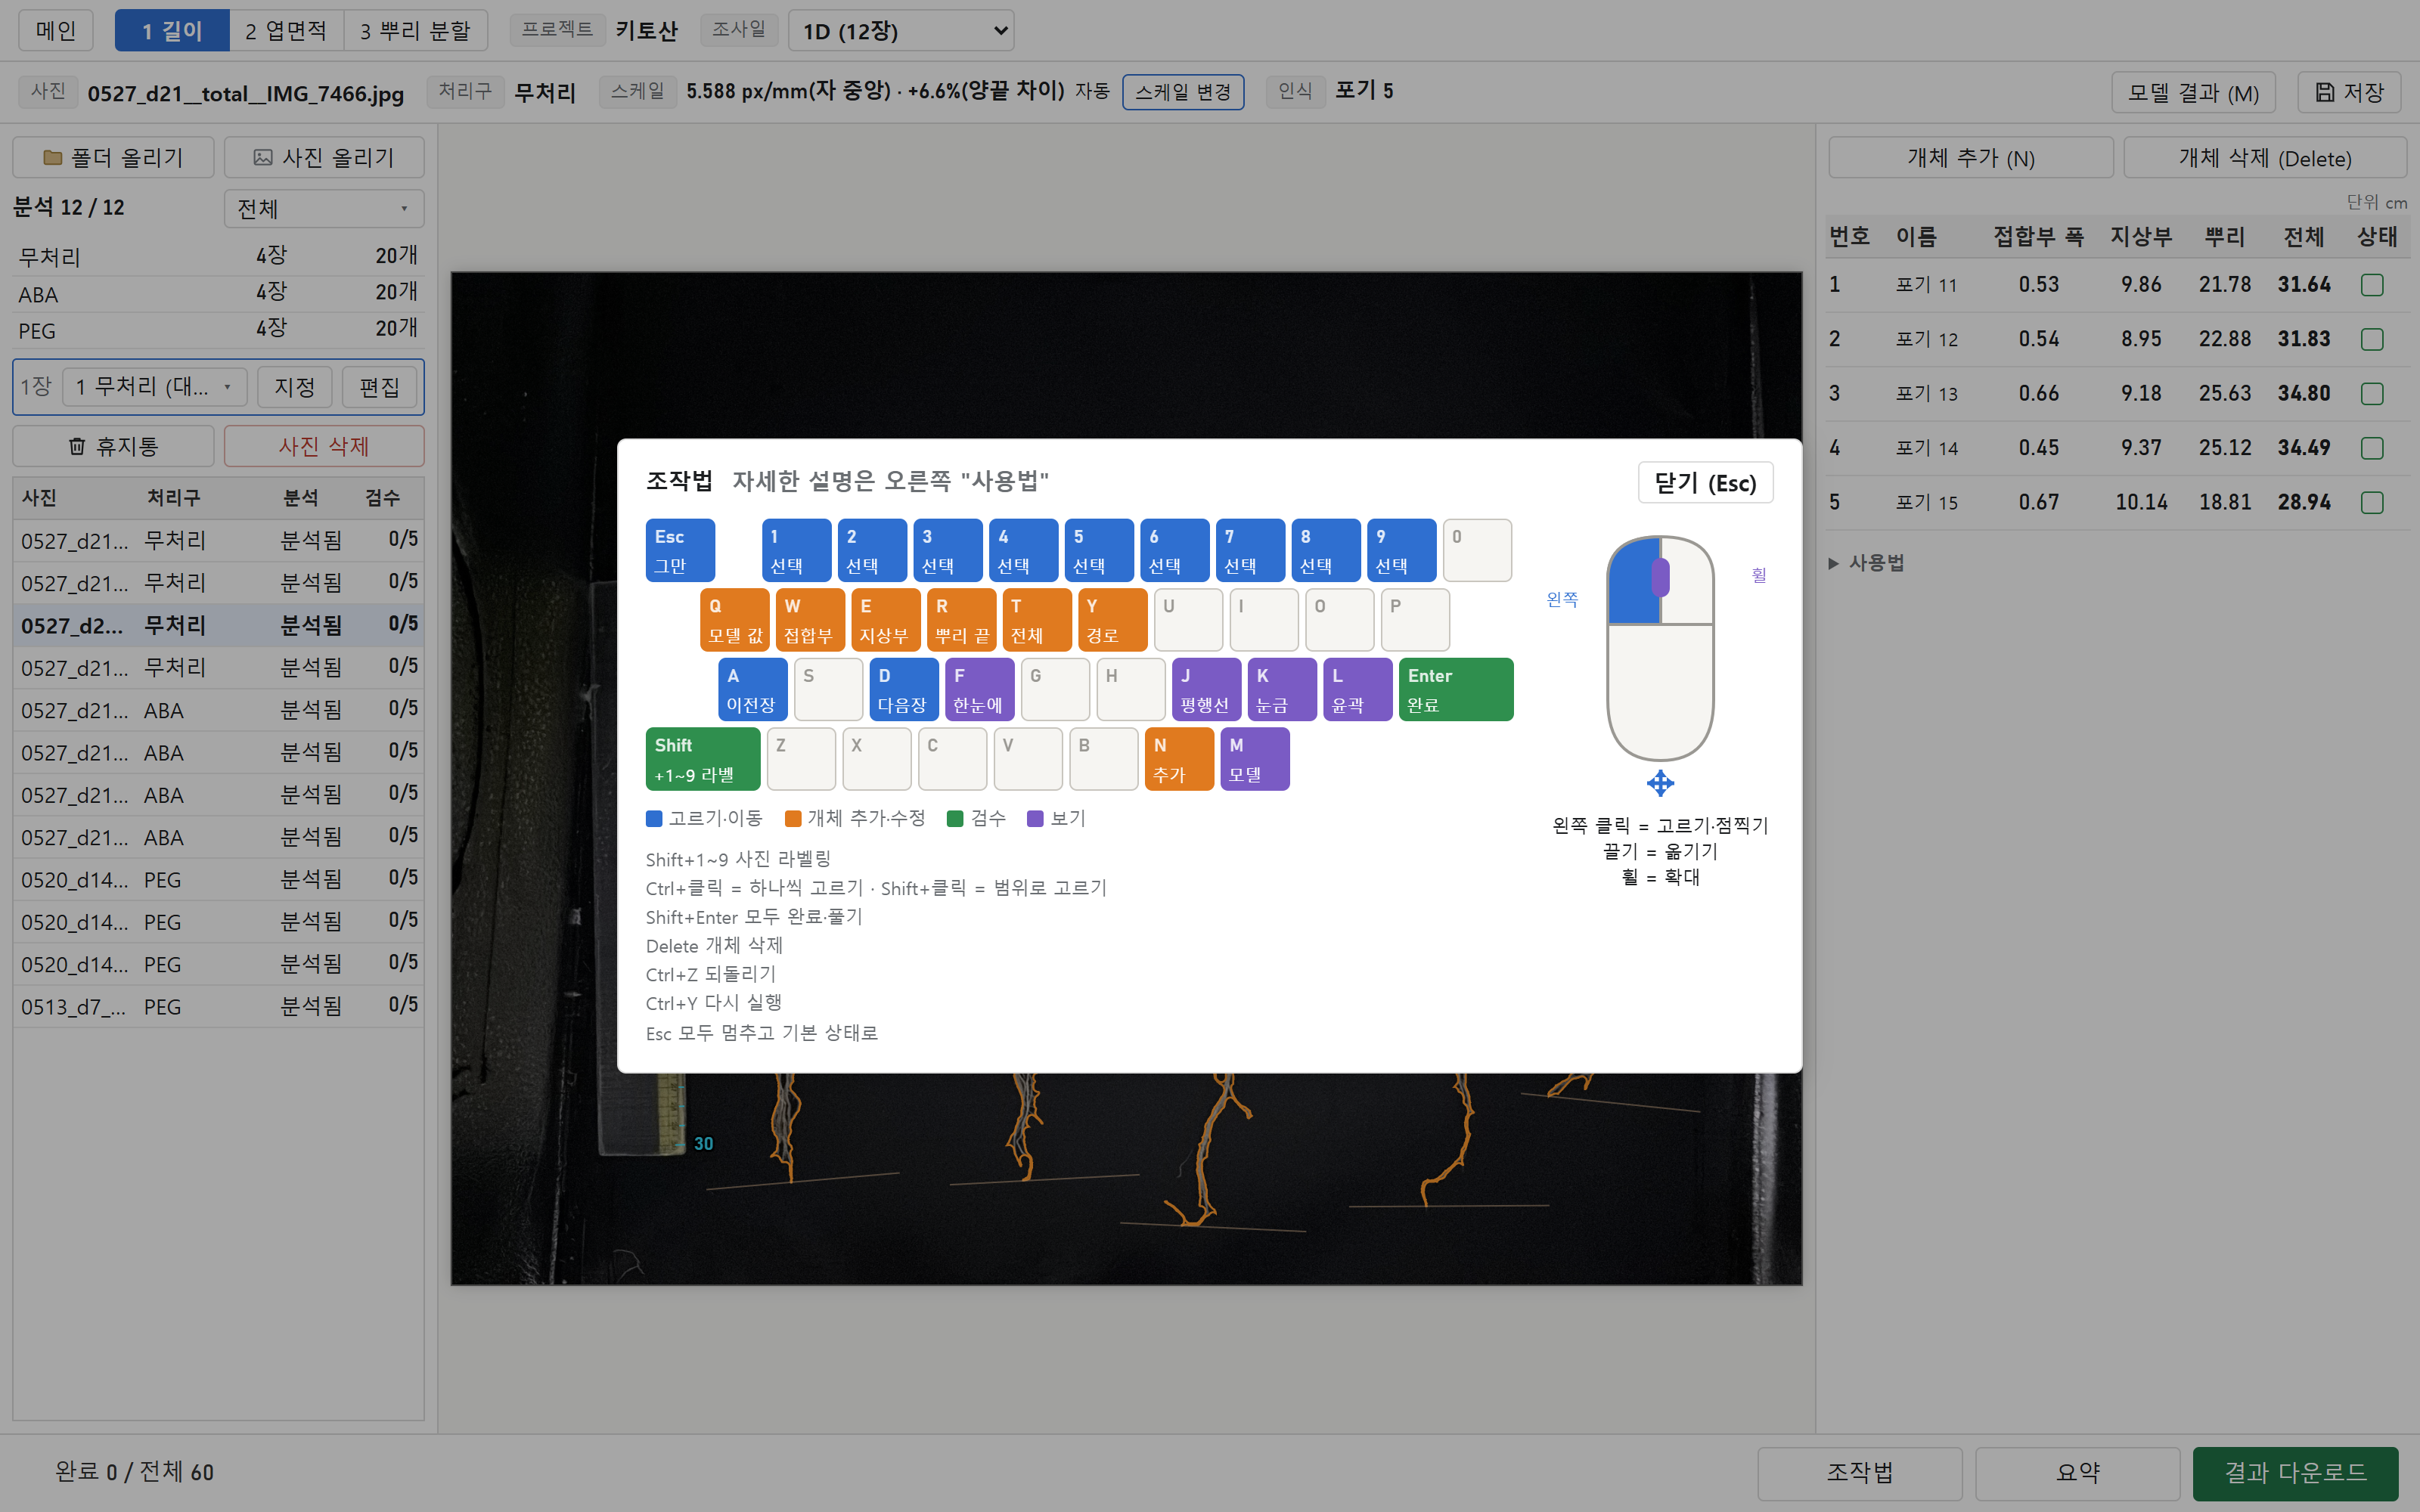 메인 1 길이 2 엽면적 3 뿌리 분할 프로젝트 키토산 조사일 1D (12장)
사진 0527_d21__total__IMG_7466.jpg 처리구 무처리 스케일 5.588 px/mm(자 중앙) · +6.6%(양끝 차이) 자동 스케일 변경 인식 포기 5 모델 결과 (M) 저장
폴더 올리기 사진 올리기
분석 12 / 12 전체
무처리 4장 20개
ABA 4장 20개
PEG 4장 20개
1장 1 무처리 (대... 지정 편집
휴지통 사진 삭제
사진 처리구 분석 검수
0527_d21... 무처리 분석됨 0/5
0527_d21... 무처리 분석됨 0/5
0527_d2... 무처리 분석됨 0/5
0527_d21... 무처리 분석됨 0/5
0527_d21... ABA 분석됨 0/5
0527_d21... ABA 분석됨 0/5
0527_d21... ABA 분석됨 0/5
0527_d21... ABA 분석됨 0/5
0520_d14... PEG 분석됨 0/5
0520_d14... PEG 분석됨 0/5
0520_d14... PEG 분석됨 0/5
0513_d7_... PEG 분석됨 0/5
조작법 자세한 설명은 오른쪽 "사용법" 닫기 (Esc)
Esc 1 2 3 4 5 6 7 8 9 0
그만 선택 선택 선택 선택 선택 선택 선택 선택 선택
Q W E R T Y U I O P
모델 값 접합부 지상부 뿌리 끝 전체 경로
A S D F G H J K L Enter
이전장 다음장 한눈에 평행선 눈금 윤곽 완료
Shift Z X C V B N M
+1~9 라벨 추가 모델
고르기·이동 개체 추가·수정 검수 보기
Shift+1~9 사진 라벨링
Ctrl+클릭 = 하나씩 고르기 · Shift+클릭 = 범위로 고르기
Shift+Enter 모두 완료·풀기
Delete 개체 삭제
Ctrl+Z 되돌리기
Ctrl+Y 다시 실행
Esc 모두 멈추고 기본 상태로
휠
왼쪽
왼쪽 클릭 = 고르기·점찍기
끌기 = 옮기기
휠 = 확대
30
개체 추가 (N) 개체 삭제 (Delete)
단위 cm
번호 이름 접합부 폭 지상부 뿌리 전체 상태
1 포기 11 0.53 9.86 21.78 31.64
2 포기 12 0.54 8.95 22.88 31.83
3 포기 13 0.66 9.18 25.63 34.80
4 포기 14 0.45 9.37 25.12 34.49
5 포기 15 0.67 10.14 18.81 28.94
사용법
완료 0 / 전체 60 조작법 요약 결과 다운로드